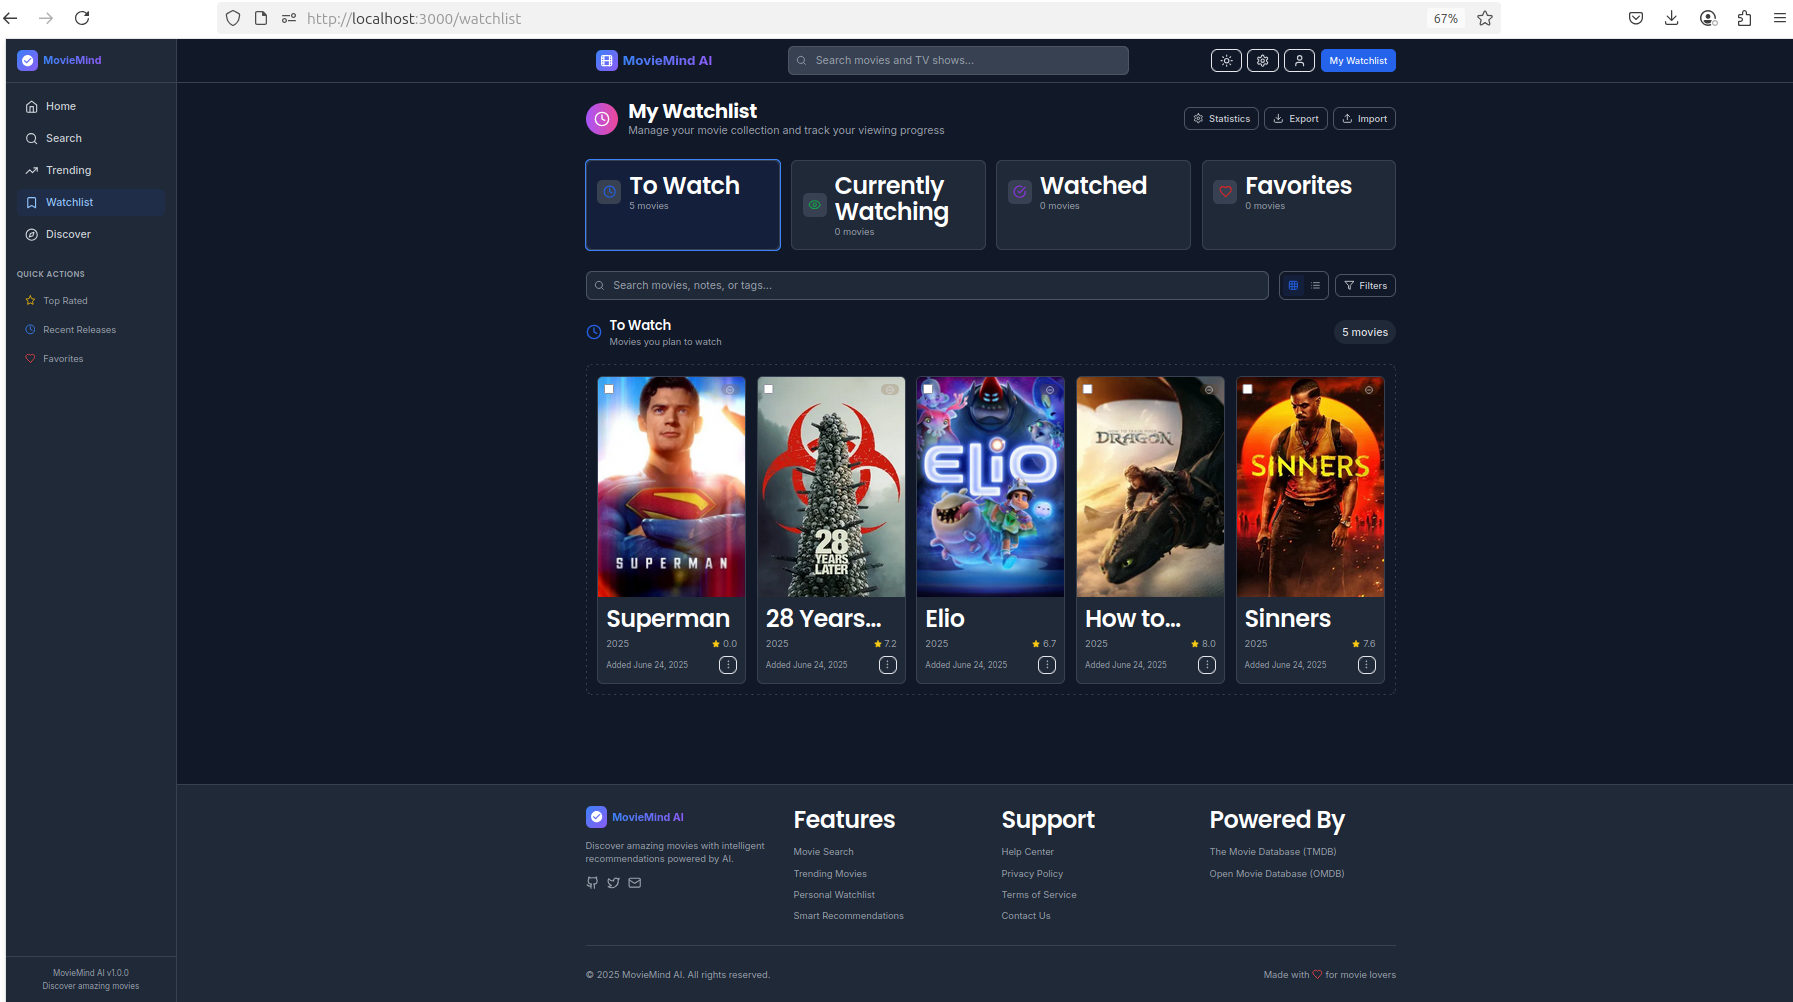 http://localhost:3000/watchlist
67%
MovieMind
MovieMind AI
Search movies and TV shows...
My Watchlist
Home
Search
Trending
Watchlist
Discover
QUICK ACTIONS
Top Rated
Recent Releases
Favorites
MovieMind AI v1.0.0
Discover amazing movies
My Watchlist
Manage your movie collection and track your viewing progress
Statistics
Export
Import
To Watch
5 movies
Currently
Watching
0 movies
Watched
0 movies
Favorites
0 movies
Search movies, notes, or tags...
Filters
To Watch
Movies you plan to watch
5 movies
SUPERMAN
28
YEARS
LATER
ELIO
DRAGON
SINNERS
Superman
2025
0.0
Added June 24, 2025
28 Years...
2025
7.2
Added June 24, 2025
Elio
2025
6.7
Added June 24, 2025
How to...
2025
8.0
Added June 24, 2025
Sinners
2025
7.6
Added June 24, 2025
MovieMind AI
Discover amazing movies with intelligent
recommendations powered by AI.
Features
Movie Search
Trending Movies
Personal Watchlist
Smart Recommendations
Support
Help Center
Privacy Policy
Terms of Service
Contact Us
Powered By
The Movie Database (TMDB)
Open Movie Database (OMDB)
© 2025 MovieMind AI. All rights reserved.
Made with ♡ for movie lovers